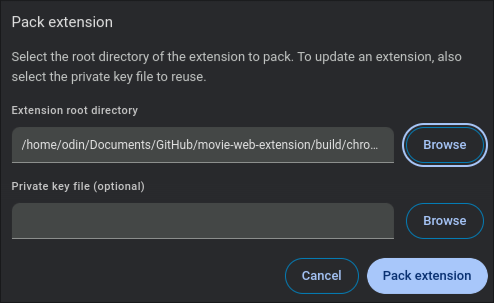 Pack extension
Select the root directory of the extension to pack. To update an extension, also
select the private key file to reuse.
Extension root directory
/home/odin/Documents/GitHub/movie-web-extension/build/chro...
Browse
Private key file (optional)
Browse
Cancel
Pack extension